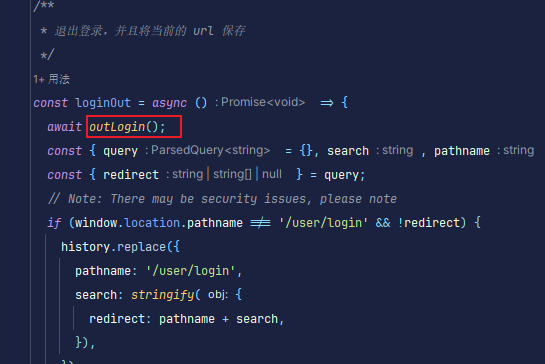 /**
* 退出登录，并且将当前的 url 保存
*/
1+ 用法
const loginOut = async () :Promise<void> => {
await outLogin();
const { query :ParsedQuery<string> = {}, search :string , pathname :string
const { redirect :string | string[] | null } = query;
// Note: There may be security issues, please note
if (window.location.pathname !== '/user/login' && !redirect) {
history.replace({
pathname: '/user/login',
search: stringify( obj: {
redirect: pathname + search,
}),
})